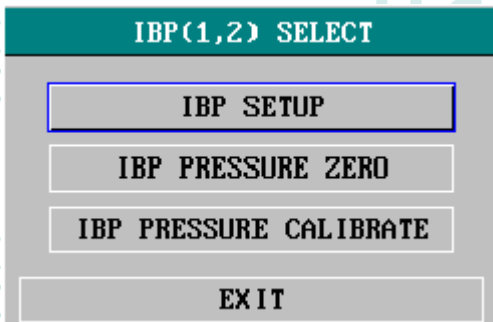 IBP(1,2) SELECT
IBP SETUP
IBP PRESSURE ZERO
IBP PRESSURE CALIBRATE
EXIT